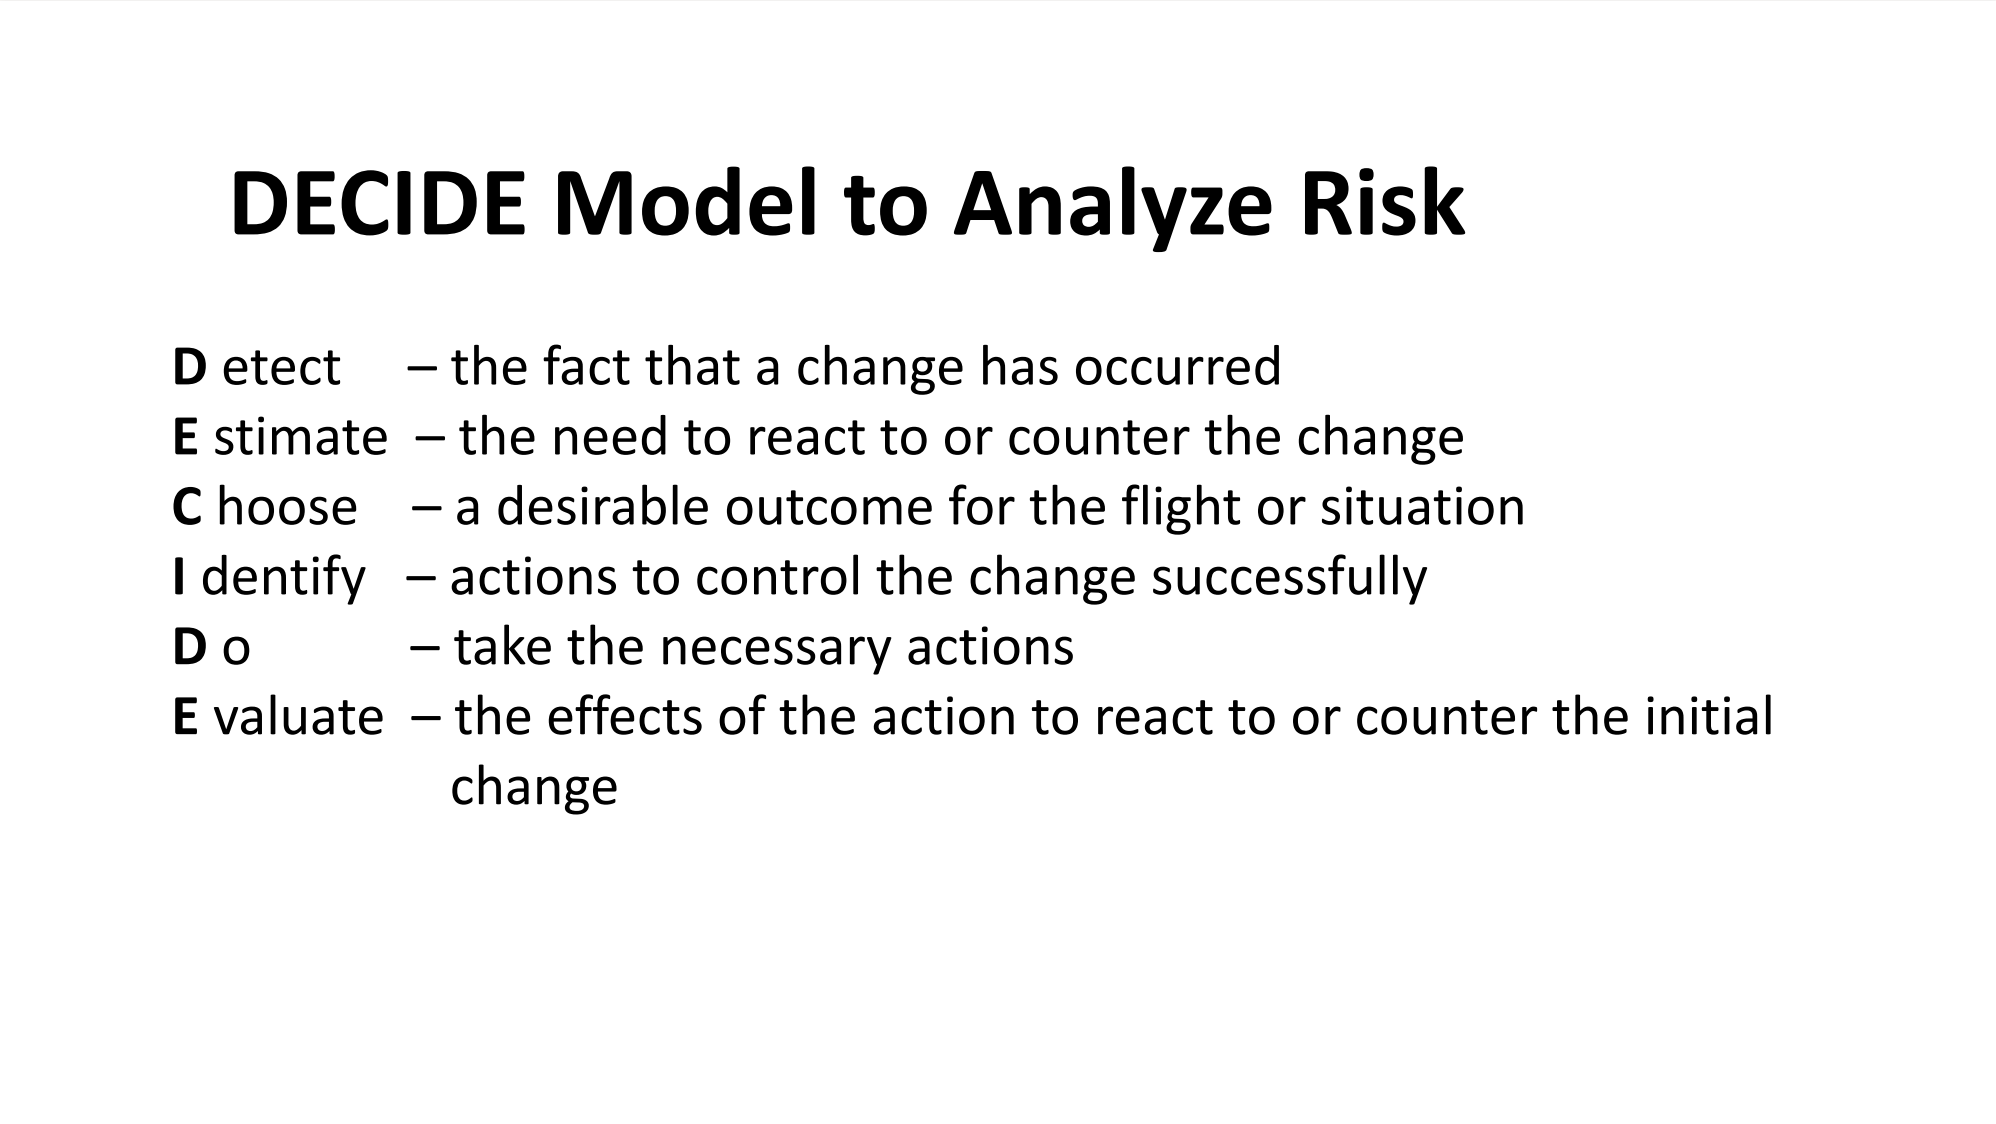 DECIDE Model to Analyze Risk
D etect – the fact that a change has occurred
E stimate – the need to react to or counter the change
C hoose – a desirable outcome for the flight or situation
I dentify – actions to control the change successfully
D o – take the necessary actions
E valuate – the effects of the action to react to or counter the initial
change